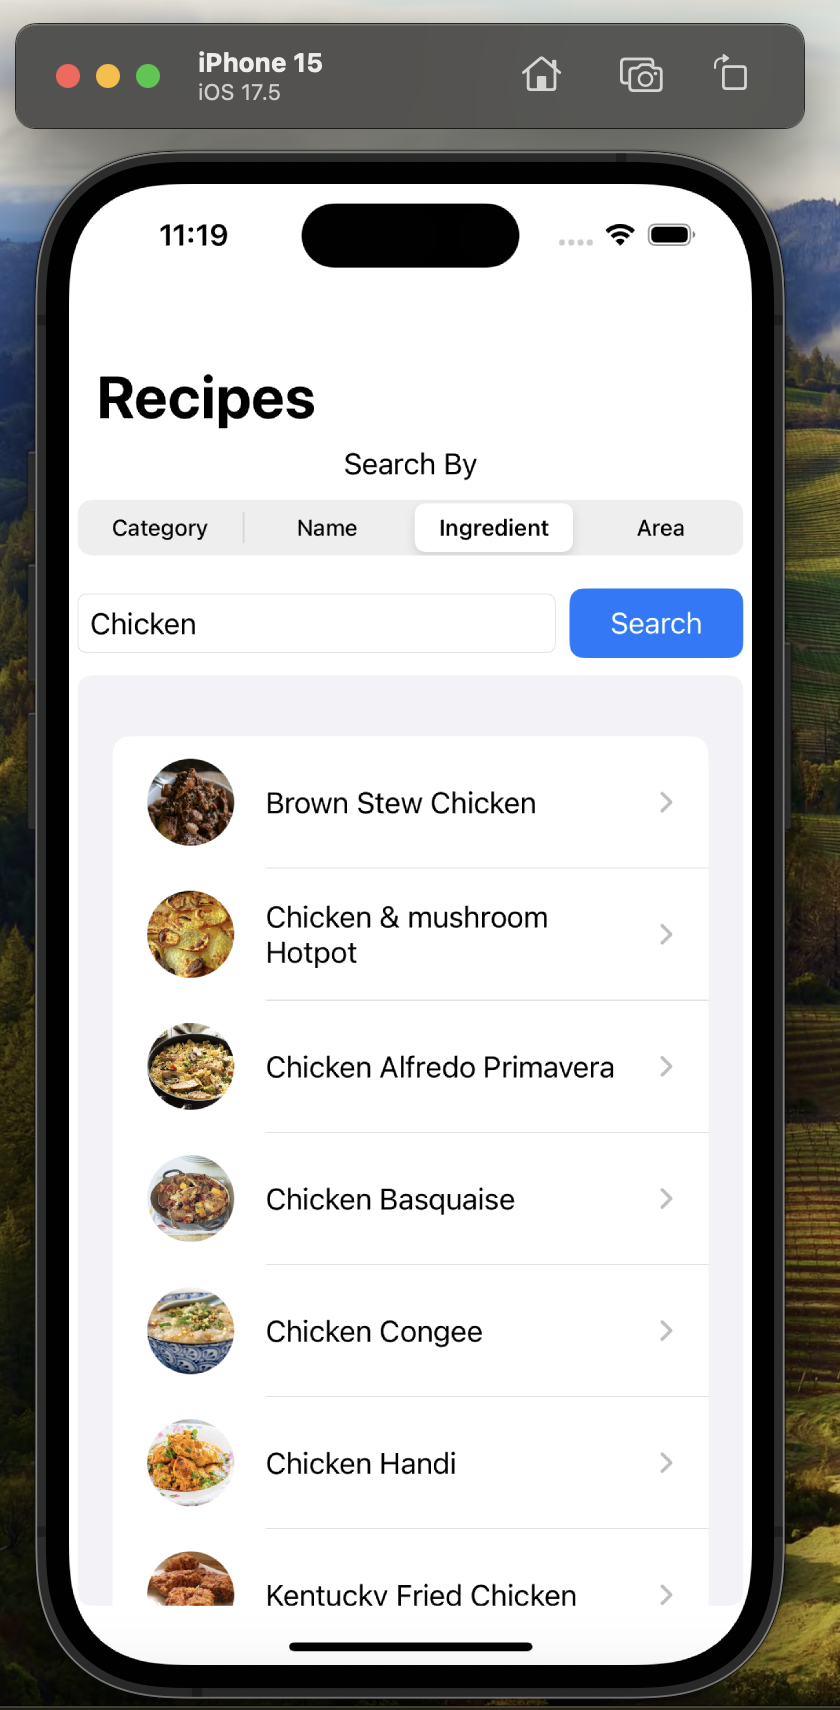 iPhone 15
iOS 17.5
11:19
Recipes
Search By
Category Name Ingredient Area
Chicken Search
Brown Stew Chicken
Chicken & mushroom
Hotpot
Chicken Alfredo Primavera
Chicken Basquaise
Chicken Congee
Chicken Handi
Kentucky Fried Chicken